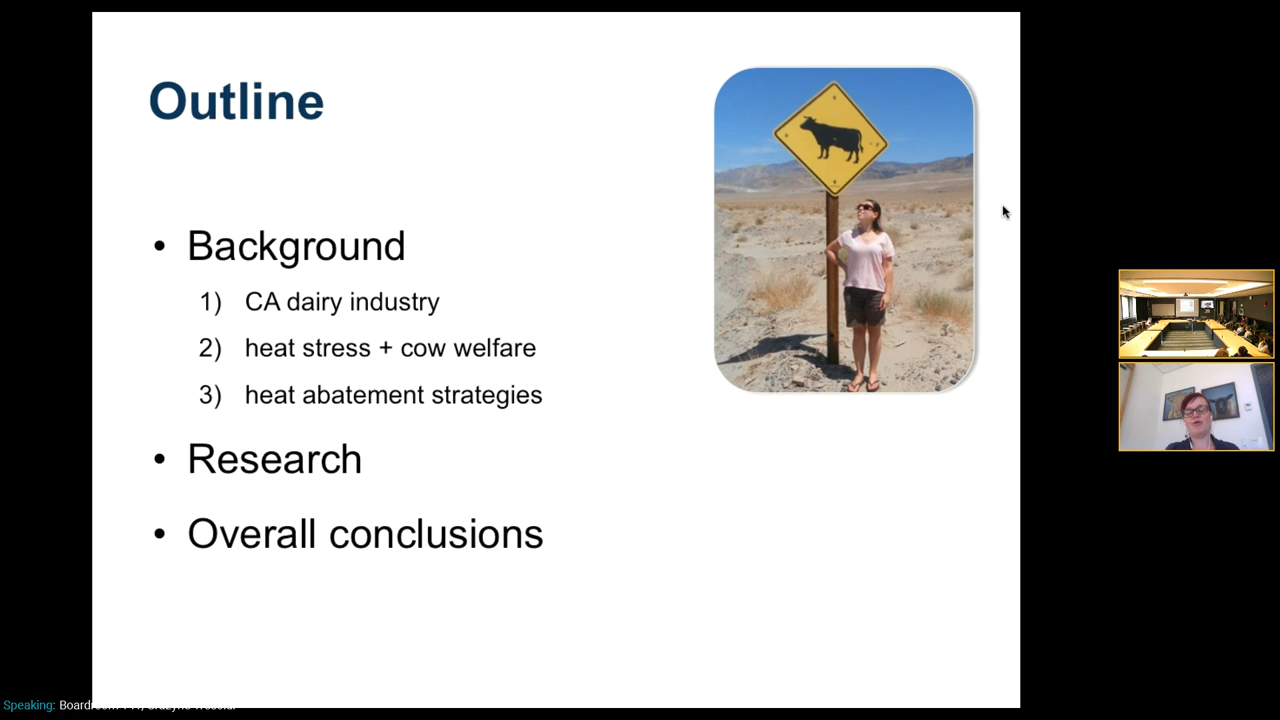 Outline
• Background
1) CA dairy industry
2) heat stress + cow welfare
3) heat abatement strategies
• Research
• Overall conclusions
Speaking: